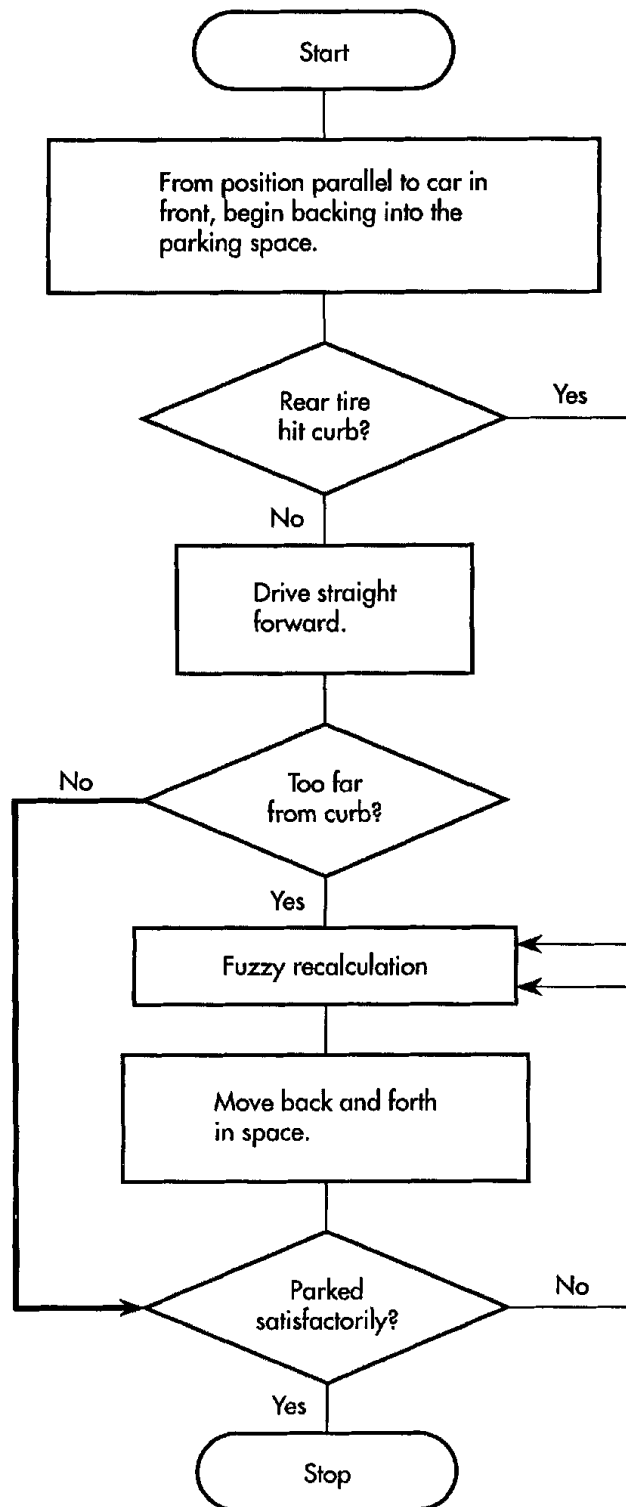 Start
From position parallel to car in
front, begin backing into the
parking space.
Rear tire
hit curb?
Yes
No
Drive straight
forward.
No
Too far
from curb?
Yes
Fuzzy recalculation
Move back and forth
in space.
Parked
satisfactorily?
No
Yes
Stop